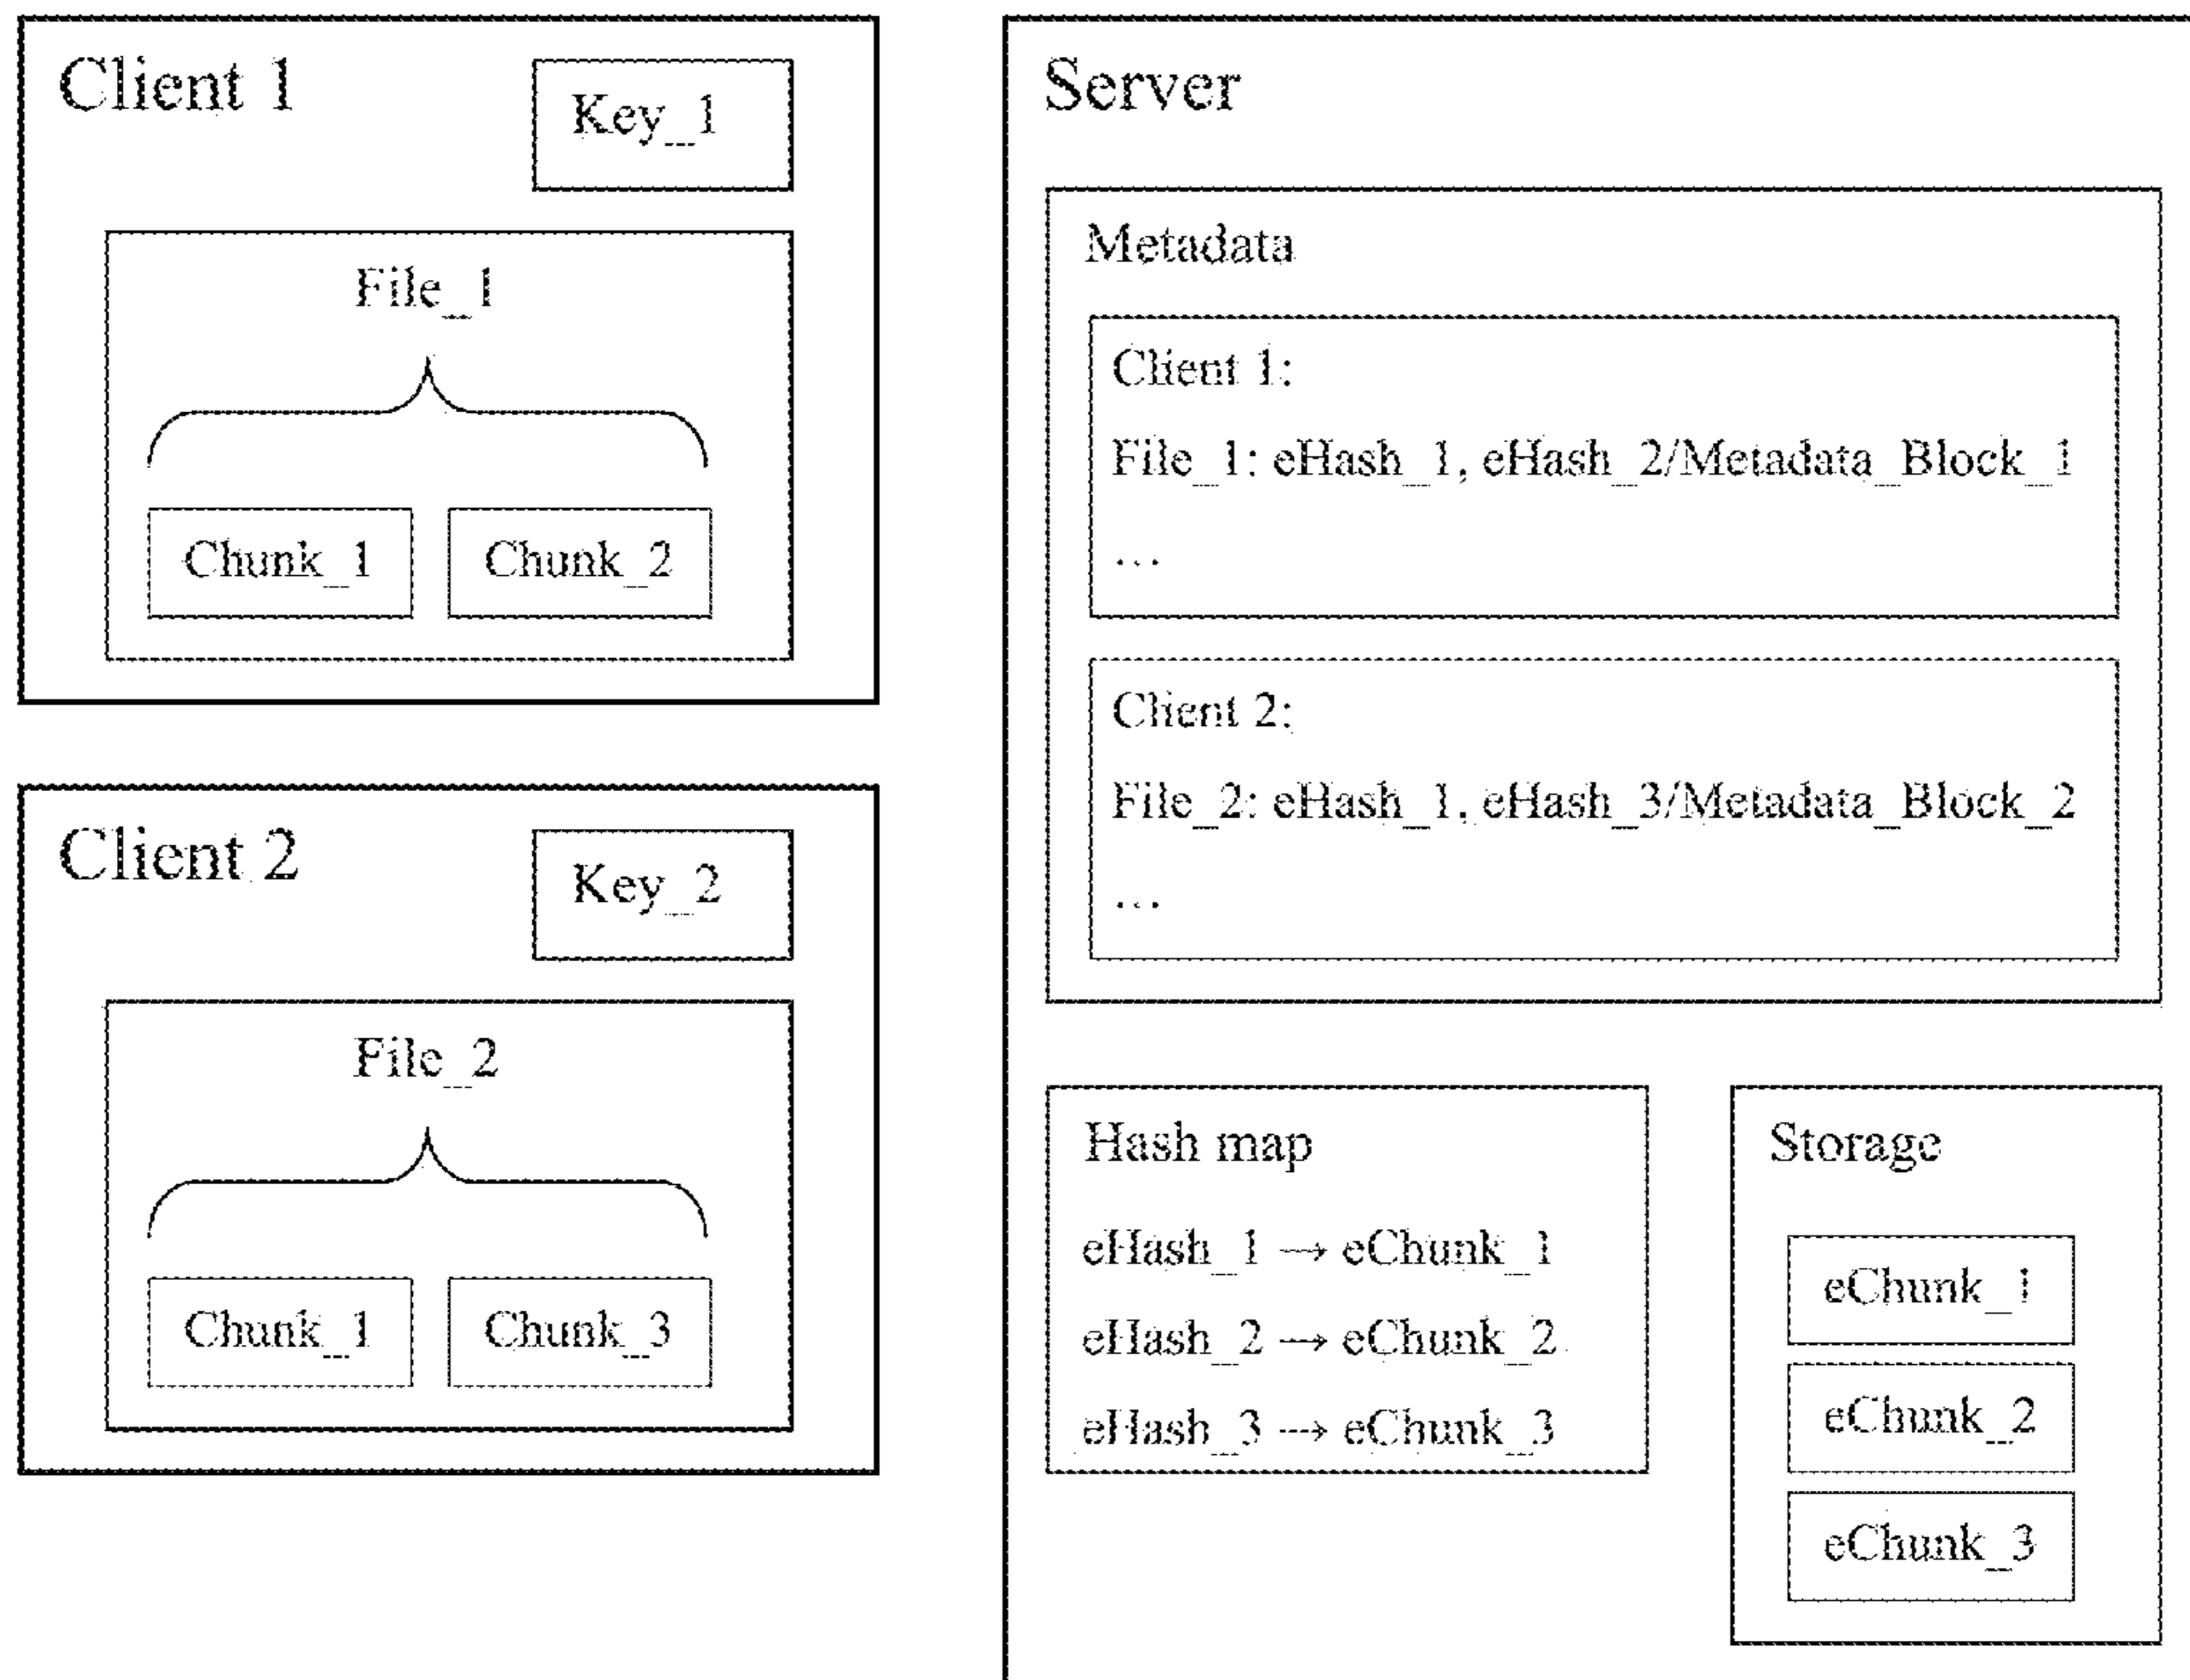 Client 1
Key_1
File_1
Chunk_1
Chunk_2
Client 2
Key_2
File_2
Chunk_1
Chunk_3
Server
Metadata
Client 1:
File_1: eHash_1, eHash_2/Metadata_Block_1
...
Client 2:
File_2: eHash_1, eHash_3/Metadata_Block_2
...
Hash map
eHash_1 → eChunk_1
eHash_2 → eChunk_2
eHash_3 → eChunk_3
Storage
eChunk_1
eChunk_2
eChunk_3